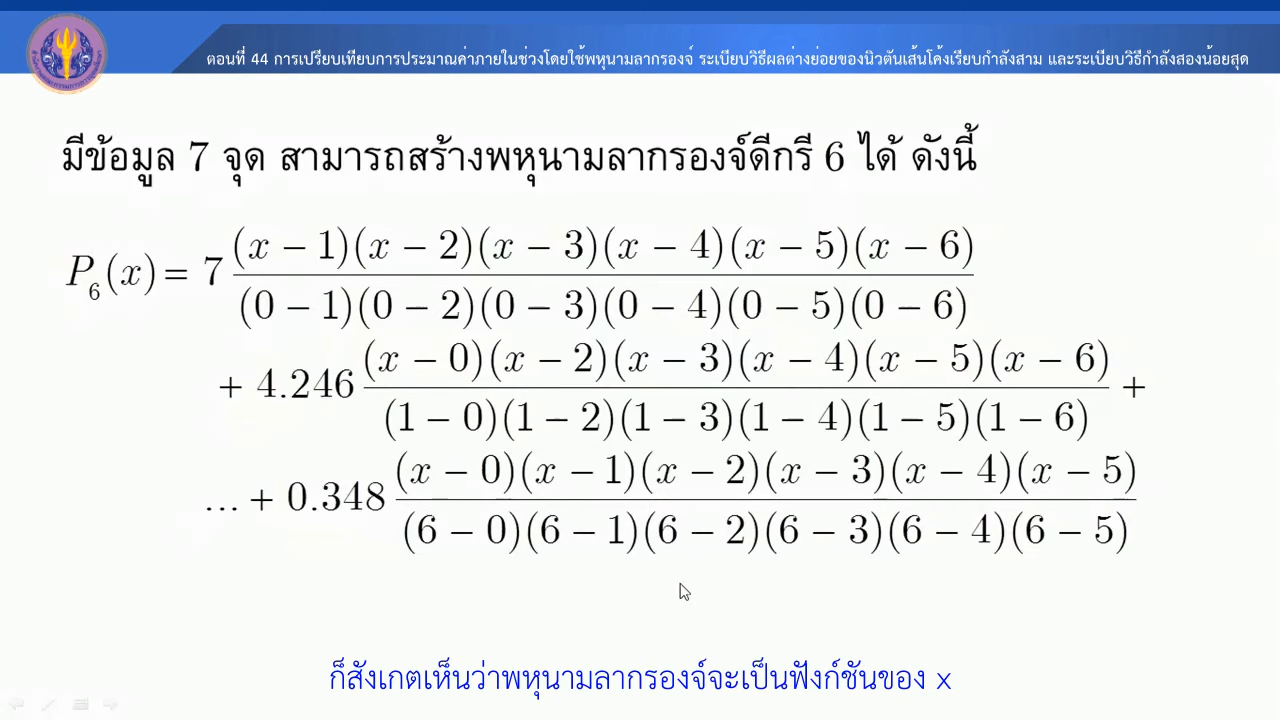 ตอนที่ 44 การเปรียบเทียบการประมาณค่าภายในช่วงโดยใช้พหุนามลากรองจ์ ระเบียบวิธีผลต่างย่อยของนิวตันเส้นโค้งเรียบกำลังสาม และระเบียบวิธีกำลังสองน้อยสุด
มีข้อมูล 7 จุด สามารถสร้างพหุนามลากรองจ์ดีกรี 6 ได้ ดังนี้
P₆(x) = 7 (x − 1)(x − 2)(x − 3)(x − 4)(x − 5)(x − 6) / (0 − 1)(0 − 2)(0 − 3)(0 − 4)(0 − 5)(0 − 6)
+ 4.246 (x − 0)(x − 2)(x − 3)(x − 4)(x − 5)(x − 6) / (1 − 0)(1 − 2)(1 − 3)(1 − 4)(1 − 5)(1 − 6) +
... + 0.348 (x − 0)(x − 1)(x − 2)(x − 3)(x − 4)(x − 5) / (6 − 0)(6 − 1)(6 − 2)(6 − 3)(6 − 4)(6 − 5)
ก็สังเกตเห็นว่าพหุนามลากรองจ์จะเป็นฟังก์ชันของ x